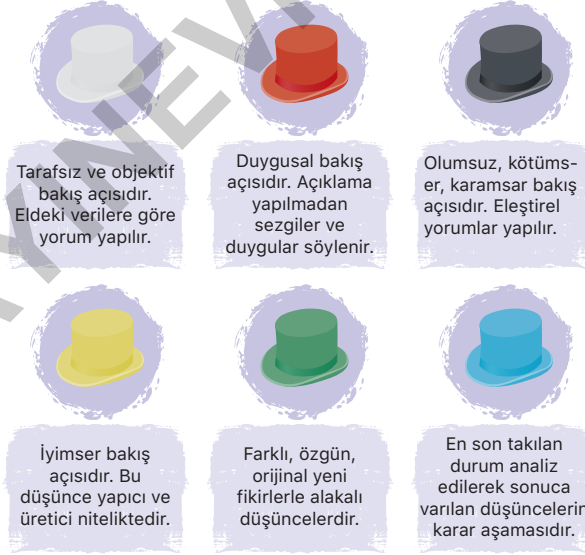 Tarafsız ve objektif
bakış açısıdır.
Eldeki verilere göre
yorum yapılır.
Duygusal bakış
açısıdır. Açıklama
yapılmadan
sezgiler ve
duygular söylenir.
Olumsuz, kötüms-
er, karamsar bakış
açısıdır. Eleştirel
yorumlar yapılır.
İyimser bakış
açısıdır. Bu
düşünce yapıcı ve
üretici niteliktedir.
Farklı, özgün,
orijinal yeni
fikirlerle alakalı
düşüncelerdir.
En son takılan
durum analiz
edilerek sonuca
varılan düşüncelerin
karar aşamasıdır.